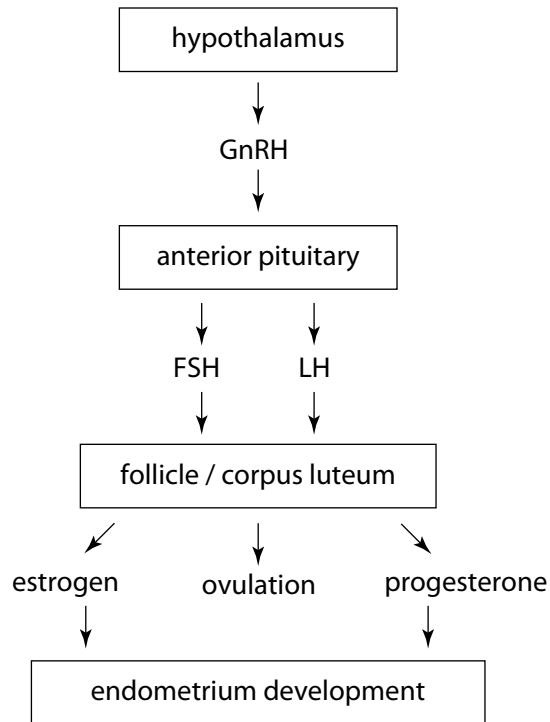 hypothalamus
GnRH
anterior pituitary
FSH LH
follicle / corpus luteum
estrogen ovulation progesterone
endometrium development